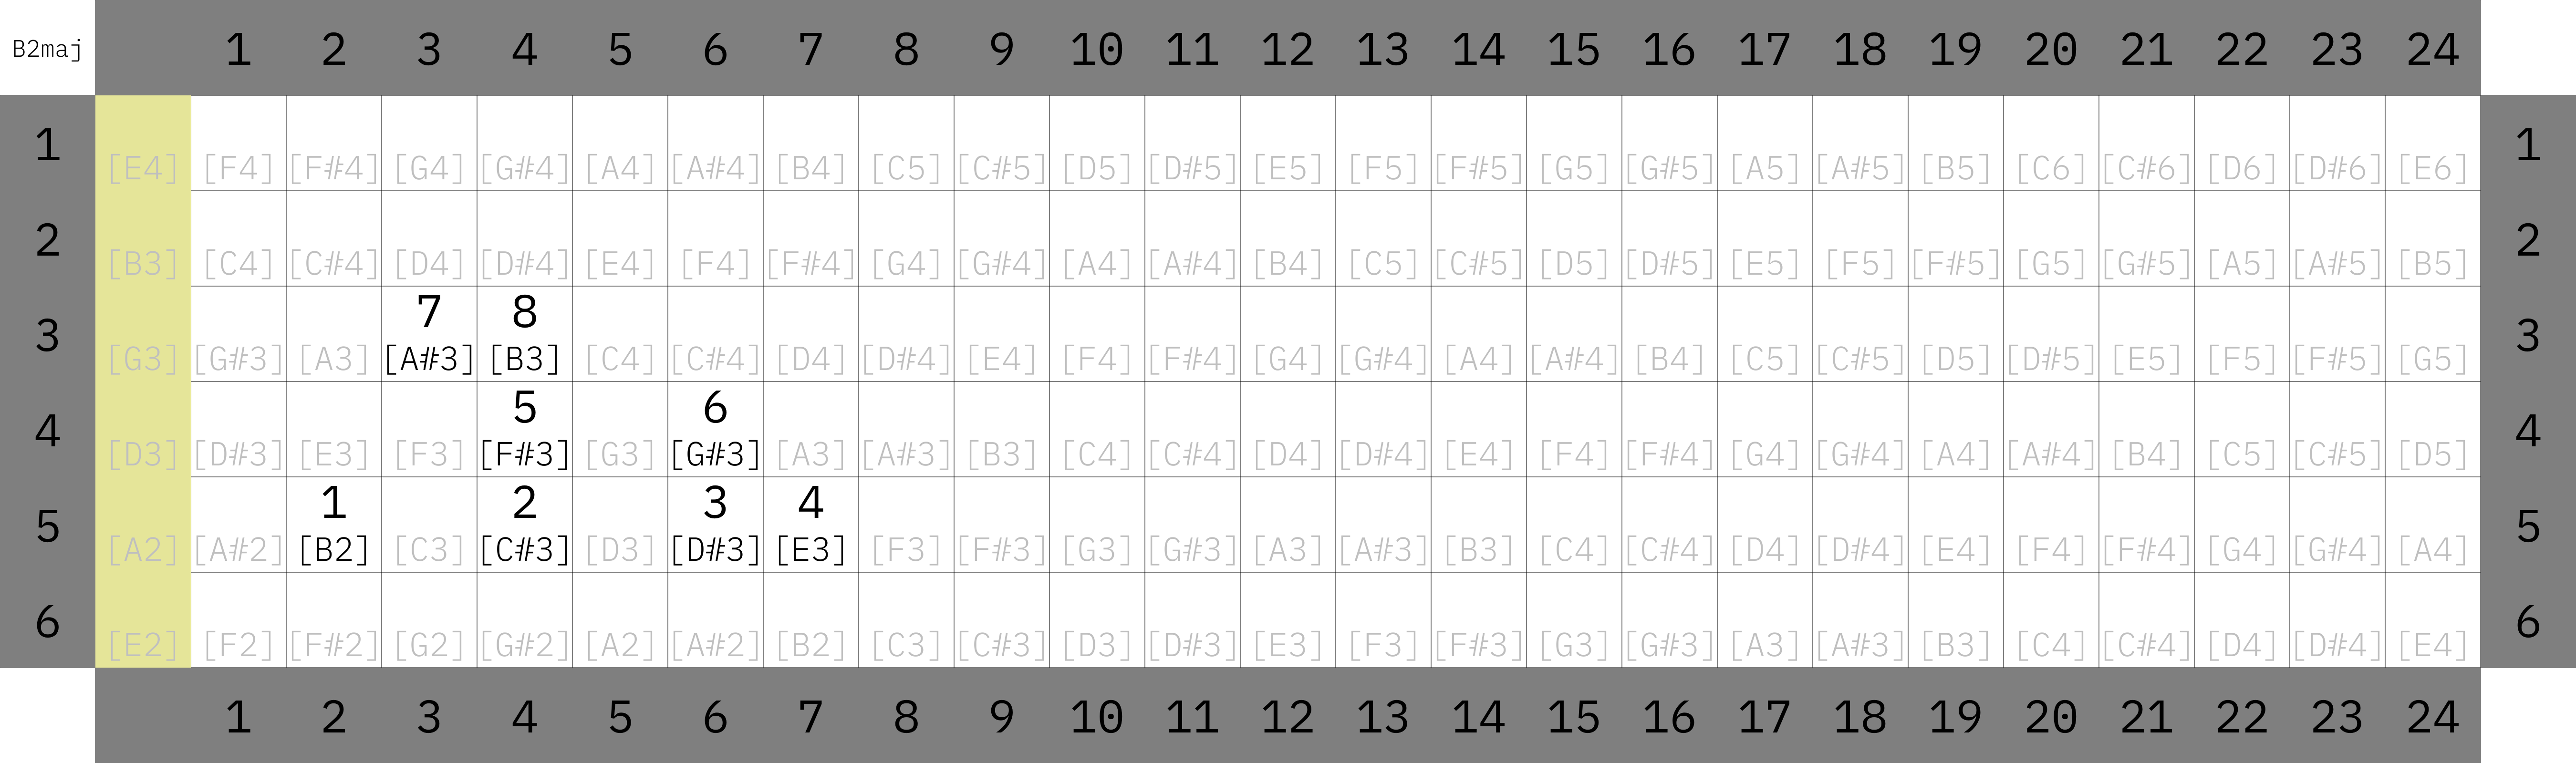 B2maj 1 2 3 4 5 6 7 8 9 10 11 12 13 14 15 16 17 18 19 20 21 22 23 24
1 [E4] [F4] [F#4] [G4] [G#4] [A4] [A#4] [B4] [C5] [C#5] [D5] [D#5] [E5] [F5] [F#5] [G5] [G#5] [A5] [A#5] [B5] [C6] [C#6] [D6] [D#6] [E6] 1
2 [B3] [C4] [C#4] [D4] [D#4] [E4] [F4] [F#4] [G4] [G#4] [A4] [A#4] [B4] [C5] [C#5] [D5] [D#5] [E5] [F5] [F#5] [G5] [G#5] [A5] [A#5] [B5] 2
7 8
3 [G3] [G#3] [A3] [A#3] [B3] [C4] [C#4] [D4] [D#4] [E4] [F4] [F#4] [G4] [G#4] [A4] [A#4] [B4] [C5] [C#5] [D5] [D#5] [E5] [F5] [F#5] [G5] 3
5 6
4 [D3] [D#3] [E3] [F3] [F#3] [G3] [G#3] [A3] [A#3] [B3] [C4] [C#4] [D4] [D#4] [E4] [F4] [F#4] [G4] [G#4] [A4] [A#4] [B4] [C5] [C#5] [D5] 4
1 2 3 4
5 [A2] [A#2] [B2] [C3] [C#3] [D3] [D#3] [E3] [F3] [F#3] [G3] [G#3] [A3] [A#3] [B3] [C4] [C#4] [D4] [D#4] [E4] [F4] [F#4] [G4] [G#4] [A4] 5
6 [E2] [F2] [F#2] [G2] [G#2] [A2] [A#2] [B2] [C3] [C#3] [D3] [D#3] [E3] [F3] [F#3] [G3] [G#3] [A3] [A#3] [B3] [C4] [C#4] [D4] [D#4] [E4] 6
1 2 3 4 5 6 7 8 9 10 11 12 13 14 15 16 17 18 19 20 21 22 23 24